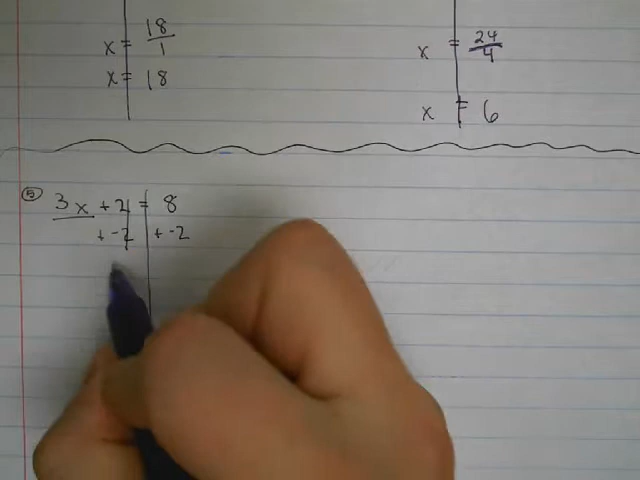 x = 18/1
x = 18
x = 24/4
x = 6
⑤ 3x + 2 = 8
+ -2 + -2